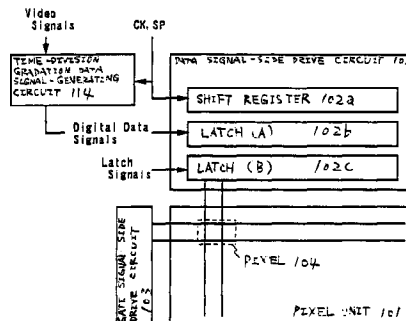 Video
Signals
CK, SP
TIME-DIVISION
GRADATION DATA
SIGNAL-GENERATING
CIRCUIT 114
DATA SIGNAL-SIDE DRIVE CIRCUIT 10
SHIFT REGISTER 102a
Digital Data
Signals
LATCH (A) 102b
Latch
Signals
LATCH (B) 102c
GATE SIGNAL SIDE
DRIVE CIRCUIT
103
PIXEL 104
PIXEL UNIT 101